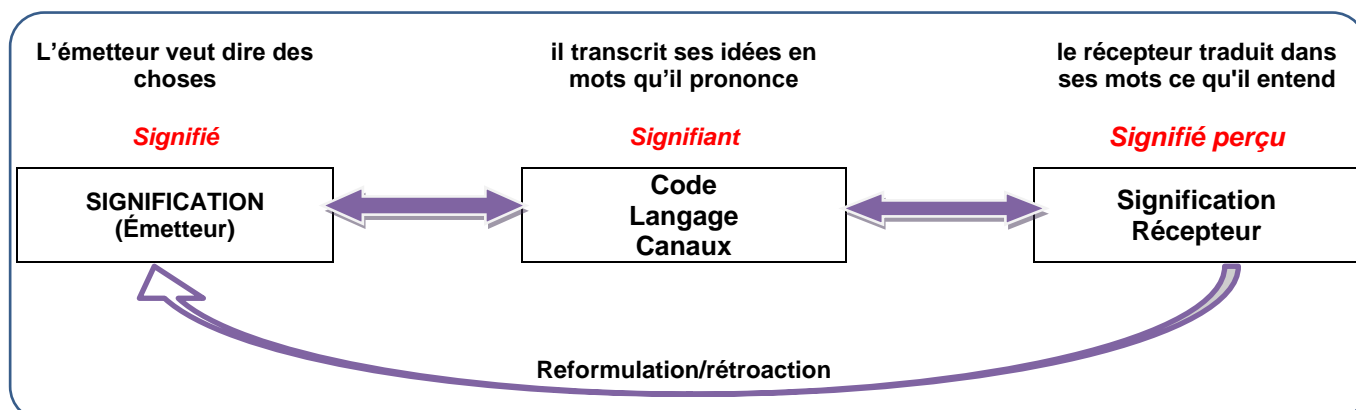 L’émetteur veut dire des
choses
il transcrit ses idées en
mots qu’il prononce
le récepteur traduit dans
ses mots ce qu'il entend
Signifié
Signifiant
Signifié perçu
SIGNIFICATION
(Émetteur)
Code
Langage
Canaux
Signification
Récepteur
Reformulation/rétroaction